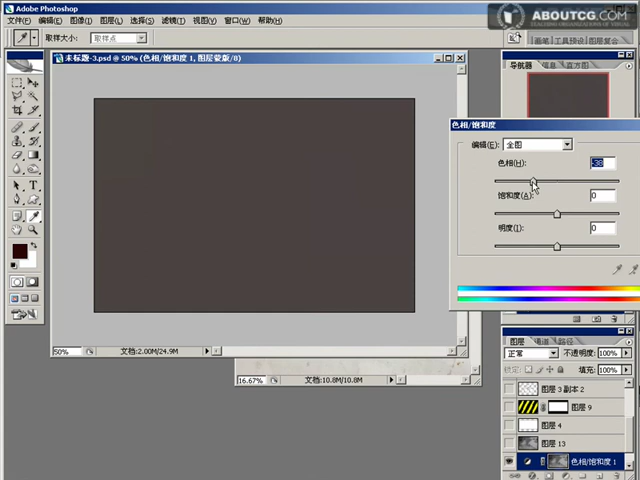 Adobe Photoshop
ABOUTCG.COM
文件(F) 编辑(E) 图像(I) 图层(L) 选择(S) 滤镜(T) 视图(V) 窗口(W) 帮助(H)
取样大小: 取样点
画笔 工具预设 图层复合
未标题-3.psd @ 50% (色相/饱和度 1, 图层蒙版/8)
导航器 信息 直方图
色相/饱和度
编辑(E): 全图
色相(H): -38
饱和度(A): 0
明度(I): 0
50% 文档:2.00M/24.9M
16.67% 文档:10.8M/10.8M
图层 通道 路径
正常 不透明度: 100%
锁定: 填充: 100%
图层 3 副本 2
图层 9
图层 4
图层 13
色相/饱和度 1